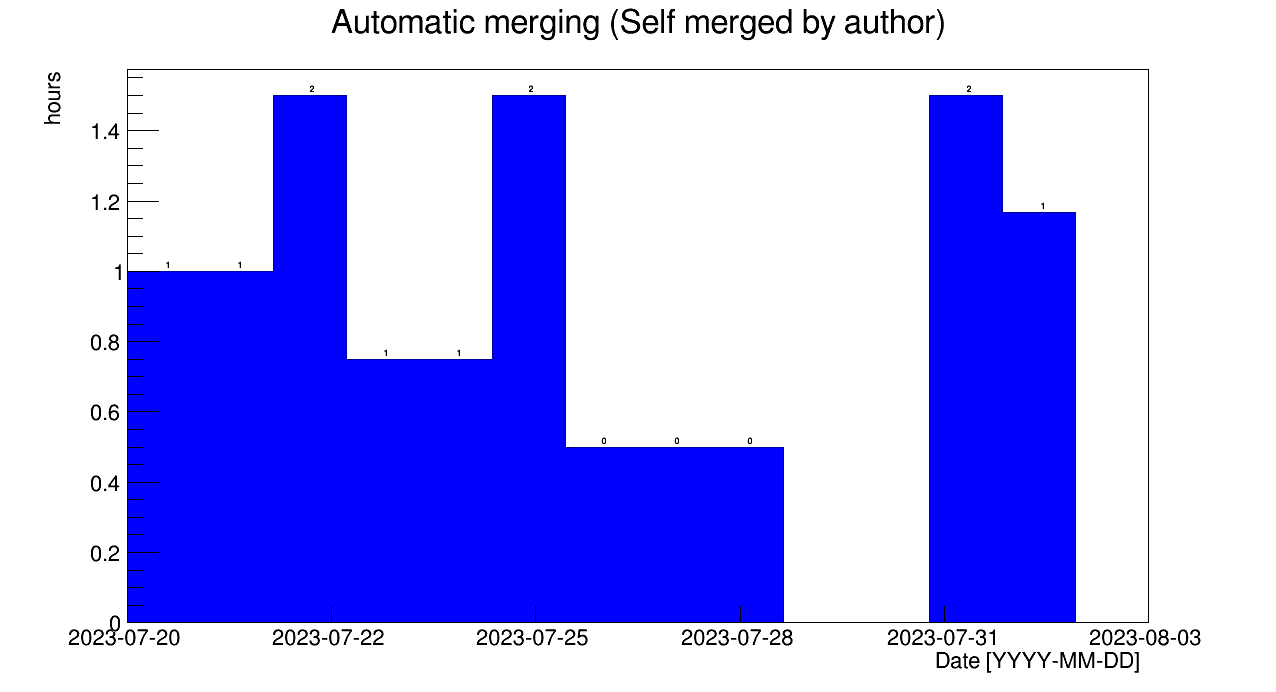 Automatic merging (Self merged by author)
hours
2 2 2
1.4
1.2
1
1 1
1
0.8
1 1
0.6
0 0 0
0.4
0.2
0
2023-07-20 2023-07-22 2023-07-25 2023-07-28 2023-07-31 2023-08-03
Date [YYYY-MM-DD]